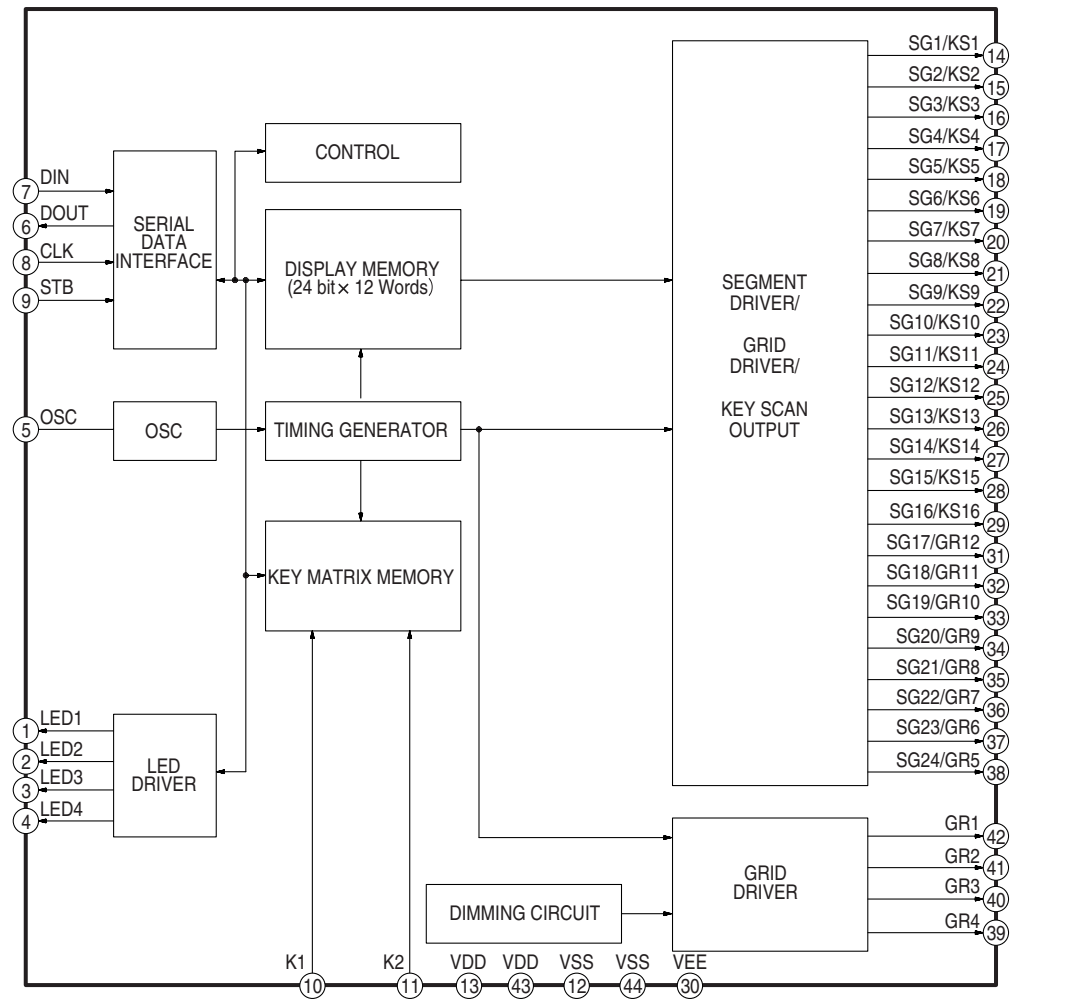 SG1/KS1
14
SG2/KS2
15
SG3/KS3
16
SG4/KS4
17
SG5/KS5
18
SG6/KS6
19
SG7/KS7
20
SG8/KS8
21
SG9/KS9
22
SG10/KS10
23
SG11/KS11
24
SG12/KS12
25
SG13/KS13
26
SG14/KS14
27
SG15/KS15
28
SG16/KS16
29
SG17/GR12
31
SG18/GR11
32
SG19/GR10
33
SG20/GR9
34
SG21/GR8
35
SG22/GR7
36
SG23/GR6
37
SG24/GR5
38
CONTROL
7
DIN
6
DOUT
8
CLK
9
STB
SERIAL
DATA
INTERFACE
DISPLAY MEMORY
(24 bit × 12 Words)
SEGMENT
DRIVER/
GRID
DRIVER/
KEY SCAN
OUTPUT
5
OSC
OSC
TIMING GENERATOR
KEY MATRIX MEMORY
1
LED1
2
LED2
3
LED3
4
LED4
LED
DRIVER
GR1
42
GR2
41
GR3
40
GR4
39
GRID
DRIVER
DIMMING CIRCUIT
K1
10
K2
11
VDD
13
VDD
43
VSS
12
VSS
44
VEE
30